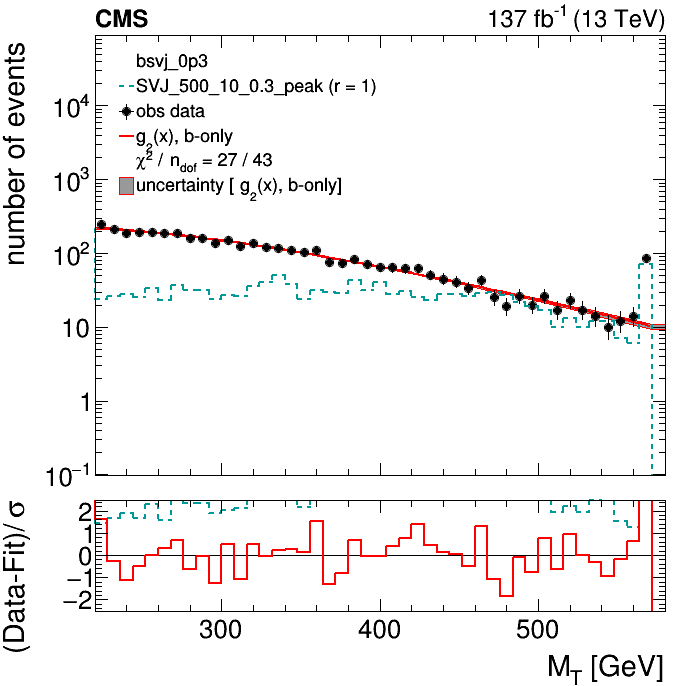 CMS 137 fb⁻¹ (13 TeV)
bsvj_0p3
SVJ_500_10_0.3_peak (r = 1)
obs data
g₂(x), b-only
χ² / n_dof = 27 / 43
uncertainty [ g₂(x), b-only]
number of events
10⁴
10³
10²
10
1
10⁻¹
(Data-Fit)/ σ
2
1
0
−1
−2
300 400 500
M_T [GeV]